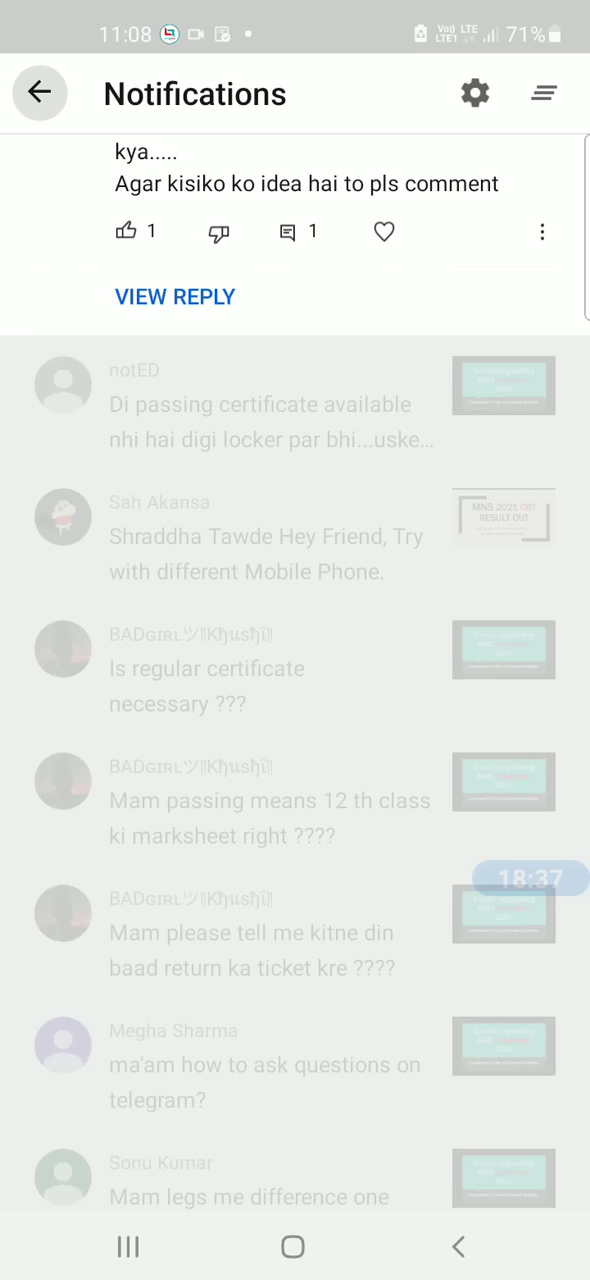 11:08
Vo)) LTE
LTE1
71%
Notifications
kya.....
Agar kisiko ko idea hai to pls comment
1
1
VIEW REPLY
notED
Di passing certificate available
nhi hai digi locker par bhi...uske...
Sah Akansa
MNS 2021 CBT
RESULT OUT
Shraddha Tawde Hey Friend, Try
with different Mobile Phone.
Is regular certificate
necessary ???
Mam passing means 12 th class
ki marksheet right ????
18:37
Mam please tell me kitne din
baad return ka ticket kre ????
Megha Sharma
ma'am how to ask questions on
telegram?
Sonu Kumar
Mam legs me difference one